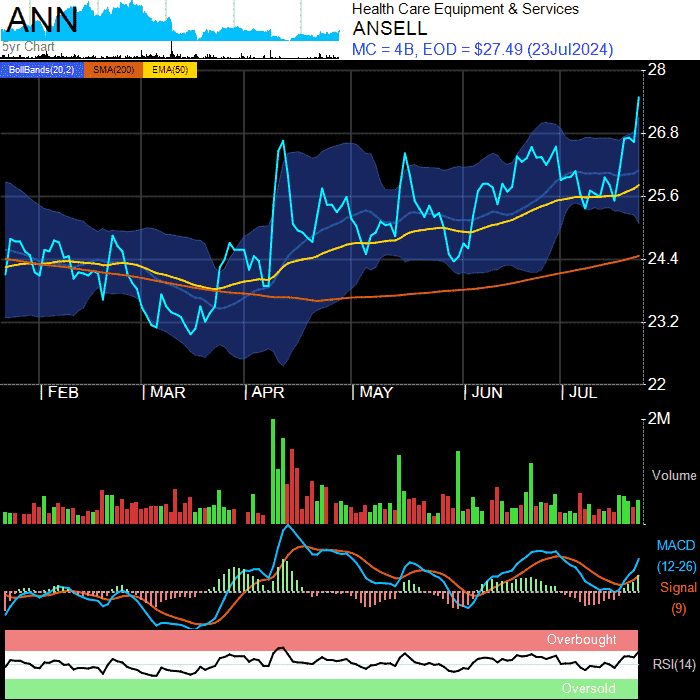 ANN
5yr Chart
Health Care Equipment & Services
ANSELL
MC = 4B, EOD = $27.49 (23Jul2024)
BollBands(20,2) SMA(200) EMA(50)
28
26.8
25.6
24.4
23.2
22
FEB MAR APR MAY JUN JUL
2M
Volume
MACD
(12-26)
Signal
(9)
Overbought
RSI(14)
Oversold